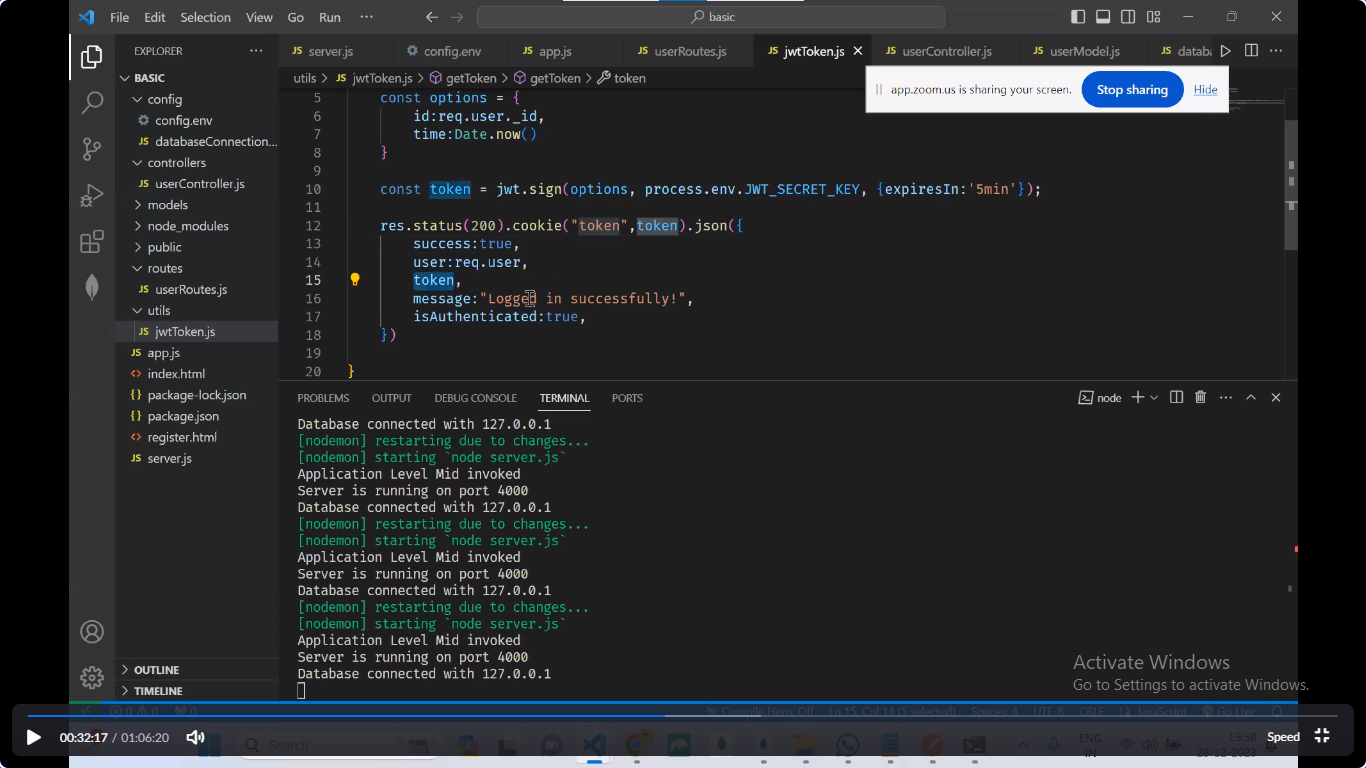 File Edit Selection View Go Run ··· basic
EXPLORER ···
BASIC
config
config.env
databaseConnection...
controllers
userController.js
models
node_modules
public
routes
userRoutes.js
utils
jwtToken.js
app.js
index.html
package-lock.json
package.json
register.html
server.js
OUTLINE
TIMELINE
server.js config.env app.js userRoutes.js jwtToken.js userController.js userModel.js databa
utils > jwtToken.js > getToken > getToken > token
app.zoom.us is sharing your screen. Stop sharing Hide
5 const options = {
6 id:req.user._id,
7 time:Date.now()
8 }
9
10 const token = jwt.sign(options, process.env.JWT_SECRET_KEY, {expiresIn:'5min'});
11
12 res.status(200).cookie("token",token).json({
13 success:true,
14 user:req.user,
15 token,
16 message:"Logged in successfully!",
17 isAuthenticated:true,
18 })
19
20 }
PROBLEMS OUTPUT DEBUG CONSOLE TERMINAL PORTS node
Database connected with 127.0.0.1
[nodemon] restarting due to changes...
[nodemon] starting `node server.js`
Application Level Mid invoked
Server is running on port 4000
Database connected with 127.0.0.1
[nodemon] restarting due to changes...
[nodemon] starting `node server.js`
Application Level Mid invoked
Server is running on port 4000
Database connected with 127.0.0.1
[nodemon] restarting due to changes...
[nodemon] starting `node server.js`
Application Level Mid invoked
Server is running on port 4000
Database connected with 127.0.0.1
Activate Windows
Go to Settings to activate Windows.
0 0 0 Compile Hero: Off Ln 15, Col 14 (5 selected) Spaces: 4 UTF-8 CRLF JavaScript Go Live
00:32:17 / 01:06:20 Speed
Search ENG 19:58
IN 28-12-2023